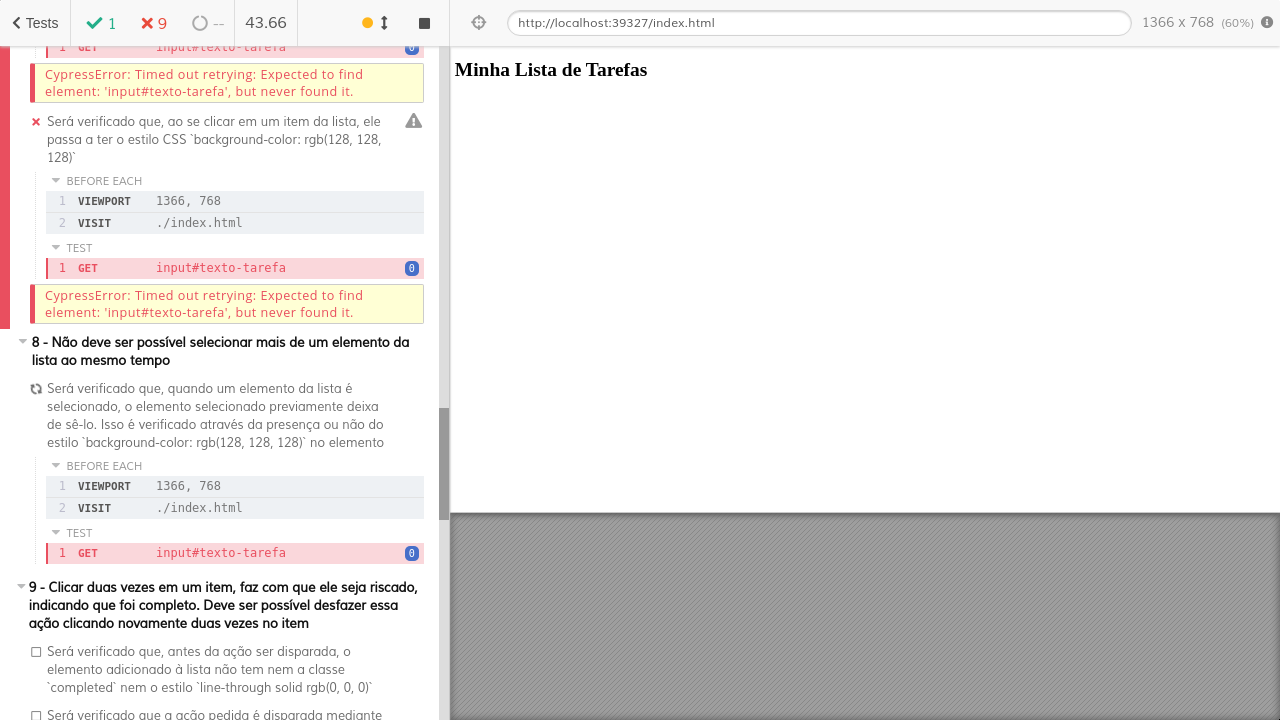 Tests
1
9
--
43.66
http://localhost:39327/index.html
1366 x 768 (60%)
1 GET input#texto-tarefa 0
CypressError: Timed out retrying: Expected to find
element: 'input#texto-tarefa', but never found it.
Será verificado que, ao se clicar em um item da lista, ele
passa a ter o estilo CSS `background-color: rgb(128, 128,
128)`
BEFORE EACH
1 VIEWPORT 1366, 768
2 VISIT ./index.html
TEST
1 GET input#texto-tarefa 0
CypressError: Timed out retrying: Expected to find
element: 'input#texto-tarefa', but never found it.
8 - Não deve ser possível selecionar mais de um elemento da
lista ao mesmo tempo
Será verificado que, quando um elemento da lista é
selecionado, o elemento selecionado previamente deixa
de sê-lo. Isso é verificado através da presença ou não do
estilo `background-color: rgb(128, 128, 128)` no elemento
BEFORE EACH
1 VIEWPORT 1366, 768
2 VISIT ./index.html
TEST
1 GET input#texto-tarefa 0
9 - Clicar duas vezes em um item, faz com que ele seja riscado,
indicando que foi completo. Deve ser possível desfazer essa
ação clicando novamente duas vezes no item
Será verificado que, antes da ação ser disparada, o
elemento adicionado à lista não tem nem a classe
`completed` nem o estilo `line-through solid rgb(0, 0, 0)`
Será verificado que a ação pedida é disparada mediante
Minha Lista de Tarefas